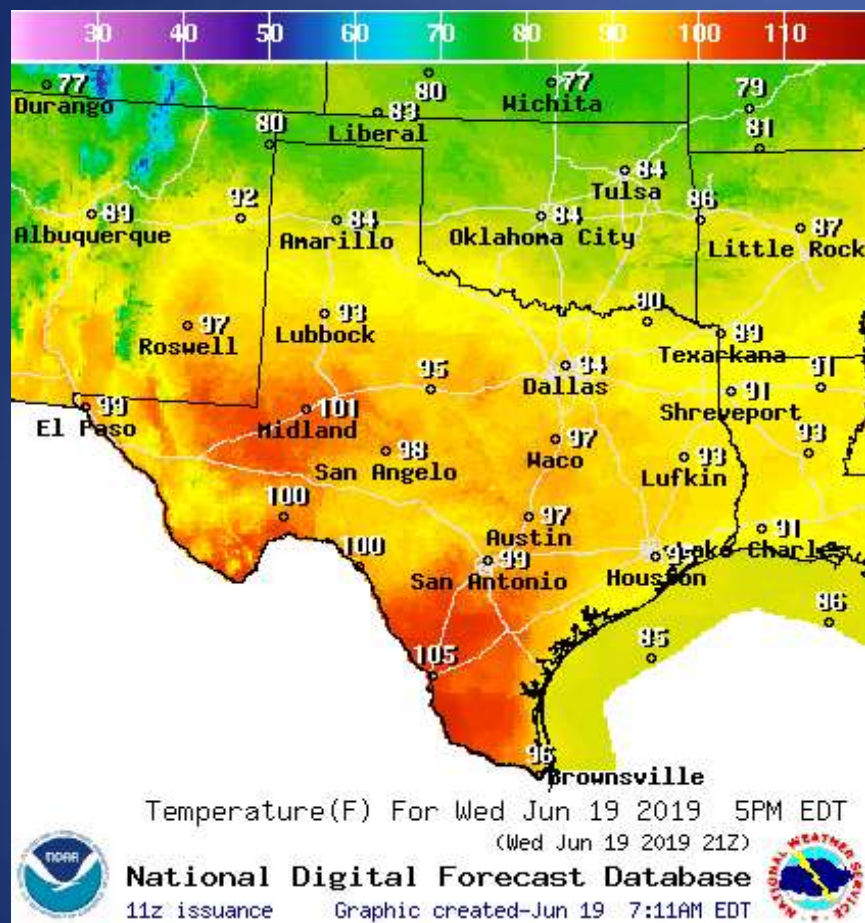 30 40 50 60 70 80 90 100 110
77 80 77 79
Durango Wichita
83
Liberal
80 81
84
Tulsa
89 92 84 84 86 87
Albuquerque Amarillo Oklahoma City Little Rock
97 93 90 89
Roswell Lubbock Texarkana
95 94 91 91
Dallas Shreveport
99 101
El Paso Midland
98 97 93 93
San Angelo Waco Lufkin
100 97 91
Austin
100 99 95 Lake Charles
San Antonio Houston
86
85
105
96
Brownsville
Temperature(F) For Wed Jun 19 2019 5PM EDT
(Wed Jun 19 2019 21Z)
National Digital Forecast Database
11z issuance Graphic created-Jun 19 7:11AM EDT
NOAA
NATIONAL WEATHER SERVICE